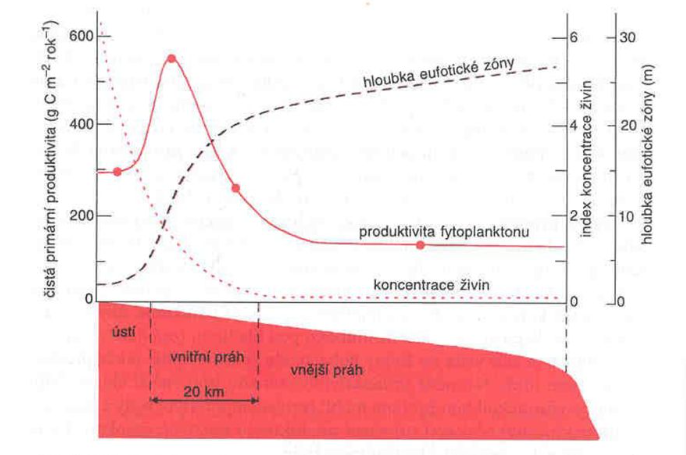 čistá primární produktivita (g C m⁻² rok⁻¹)
600
400
200
0
hloubka eufotické zóny
produktivita fytoplanktonu
koncentrace živin
6
4
2
0
index koncentrace živin
30
20
10
0
hloubka eufotické zóny (m)
ústí
vnitřní práh
vnější práh
20 km